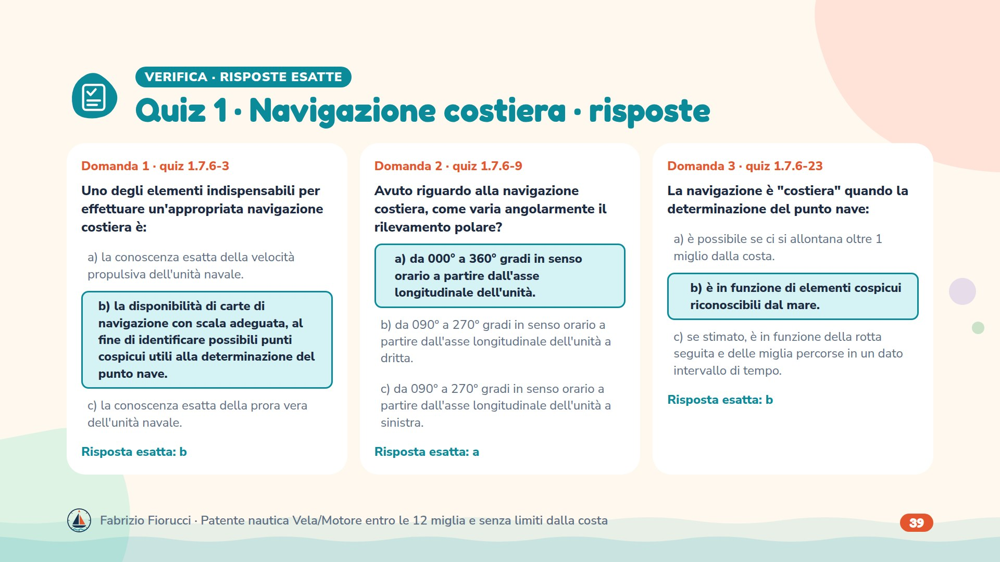 VERIFICA · RISPOSTE ESATTE
Quiz 1 · Navigazione costiera · risposte
Domanda 1 · quiz 1.7.6-3
Uno degli elementi indispensabili per
effettuare un'appropriata navigazione
costiera è:
a) la conoscenza esatta della velocità
propulsiva dell'unità navale.
b) la disponibilità di carte di
navigazione con scala adeguata, al
fine di identificare possibili punti
cospicui utili alla determinazione del
punto nave.
c) la conoscenza esatta della prora vera
dell'unità navale.
Risposta esatta: b
Domanda 2 · quiz 1.7.6-9
Avuto riguardo alla navigazione
costiera, come varia angolarmente il
rilevamento polare?
a) da 000° a 360° gradi in senso
orario a partire dall'asse
longitudinale dell'unità.
b) da 090° a 270° gradi in senso orario a
partire dall'asse longitudinale dell'unità a
dritta.
c) da 090° a 270° gradi in senso orario a
partire dall'asse longitudinale dell'unità a
sinistra.
Risposta esatta: a
Domanda 3 · quiz 1.7.6-23
La navigazione è "costiera" quando la
determinazione del punto nave:
a) è possibile se ci si allontana oltre 1
miglio dalla costa.
b) è in funzione di elementi cospicui
riconoscibili dal mare.
c) se stimato, è in funzione della rotta
seguita e delle miglia percorse in un dato
intervallo di tempo.
Risposta esatta: b
Fabrizio Fiorucci · Patente nautica Vela/Motore entro le 12 miglia e senza limiti dalla costa
39